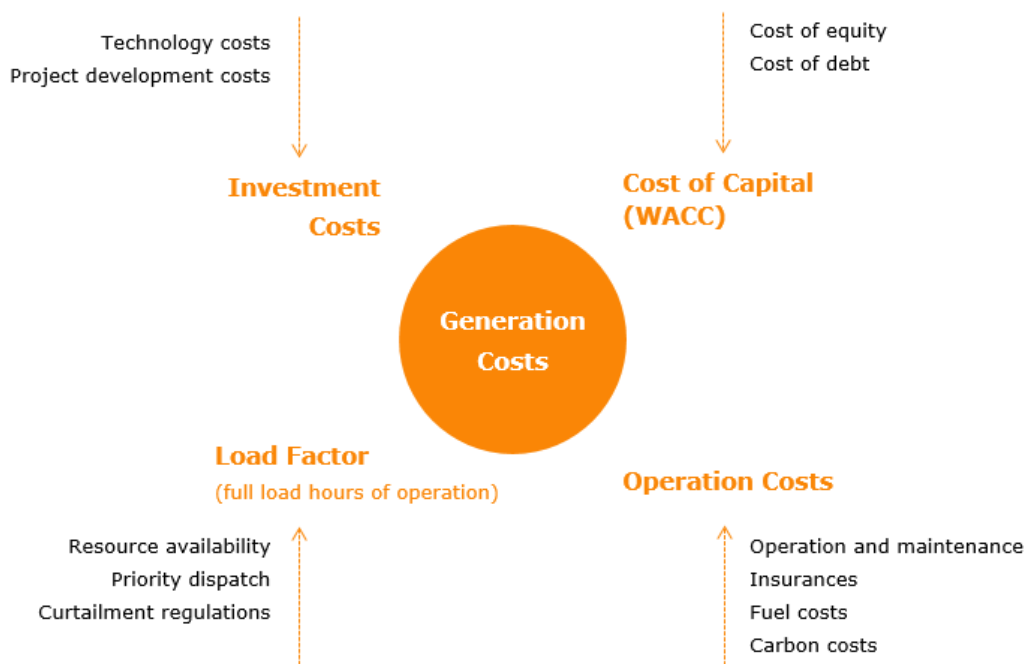 Technology costs
Project development costs
Cost of equity
Cost of debt
Investment
Costs
Cost of Capital
(WACC)
Generation
Costs
Load Factor
(full load hours of operation)
Operation Costs
Resource availability
Priority dispatch
Curtailment regulations
Operation and maintenance
Insurances
Fuel costs
Carbon costs